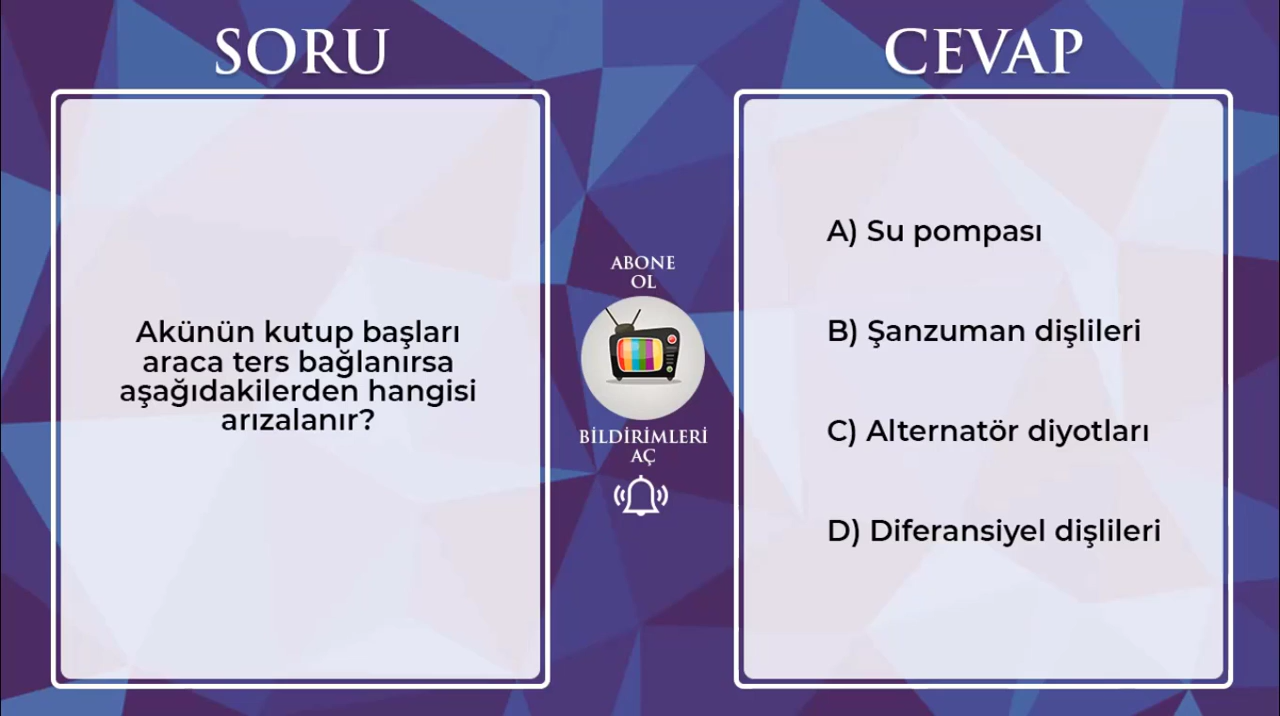 SORU
Akünün kutup başları
araca ters bağlanırsa
aşağıdakilerden hangisi
arızalanır?
ABONE
OL
BİLDİRİMLERİ
AÇ
CEVAP
A) Su pompası
B) Şanzuman dişlileri
C) Alternatör diyotları
D) Diferansiyel dişlileri